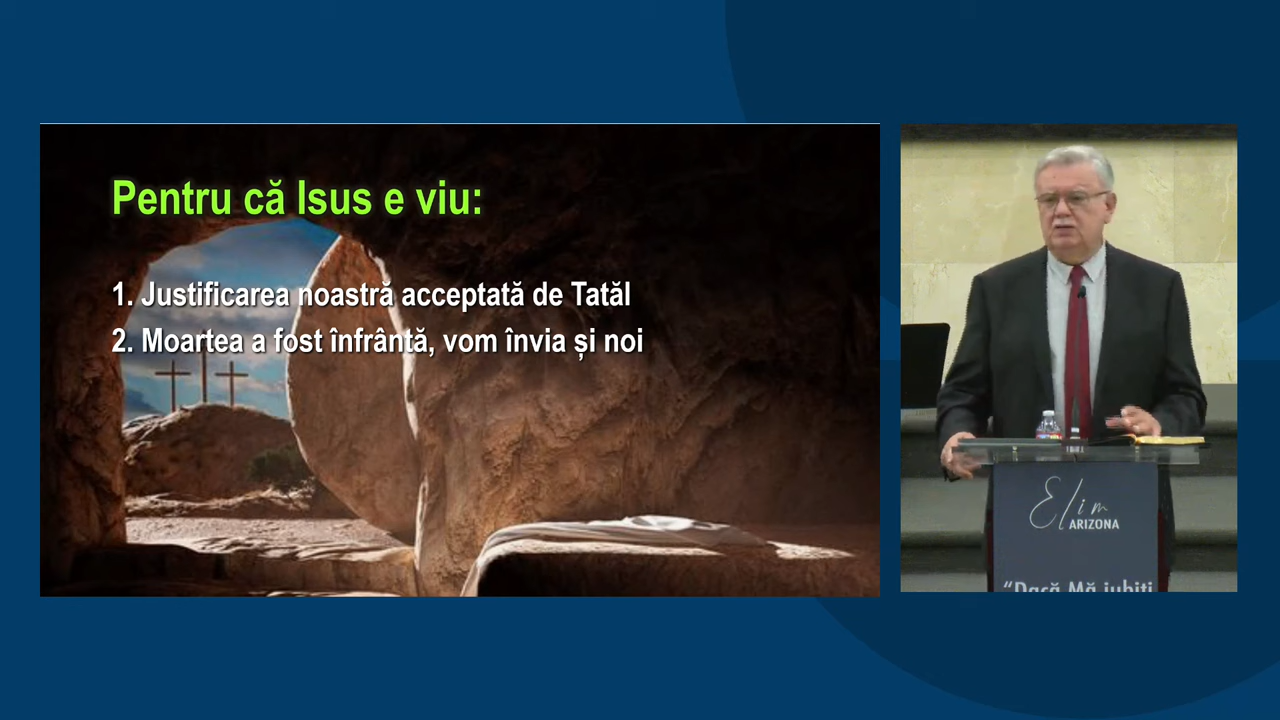 Pentru că Isus e viu:
1. Justificarea noastră acceptată de Tatăl
2. Moartea a fost înfrântă, vom învia și noi
Elim
ARIZONA
“Dacă Mă iubiți